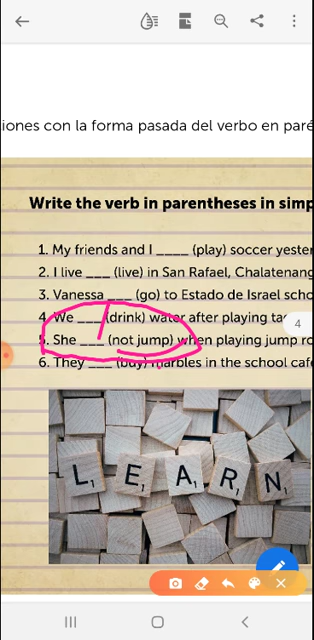 iones con la forma pasada del verbo en paré
Write the verb in parentheses in simp
1. My friends and I ____ (play) soccer yester
2. I live ___ (live) in San Rafael, Chalatenang
3. Vanessa ___ (go) to Estado de Israel scho
4. We ___ (drink) water after playing ta
4
5. She ___ (not jump) when playing jump ro
6. They ___ (buy) marbles in the school cafe
L E A R N